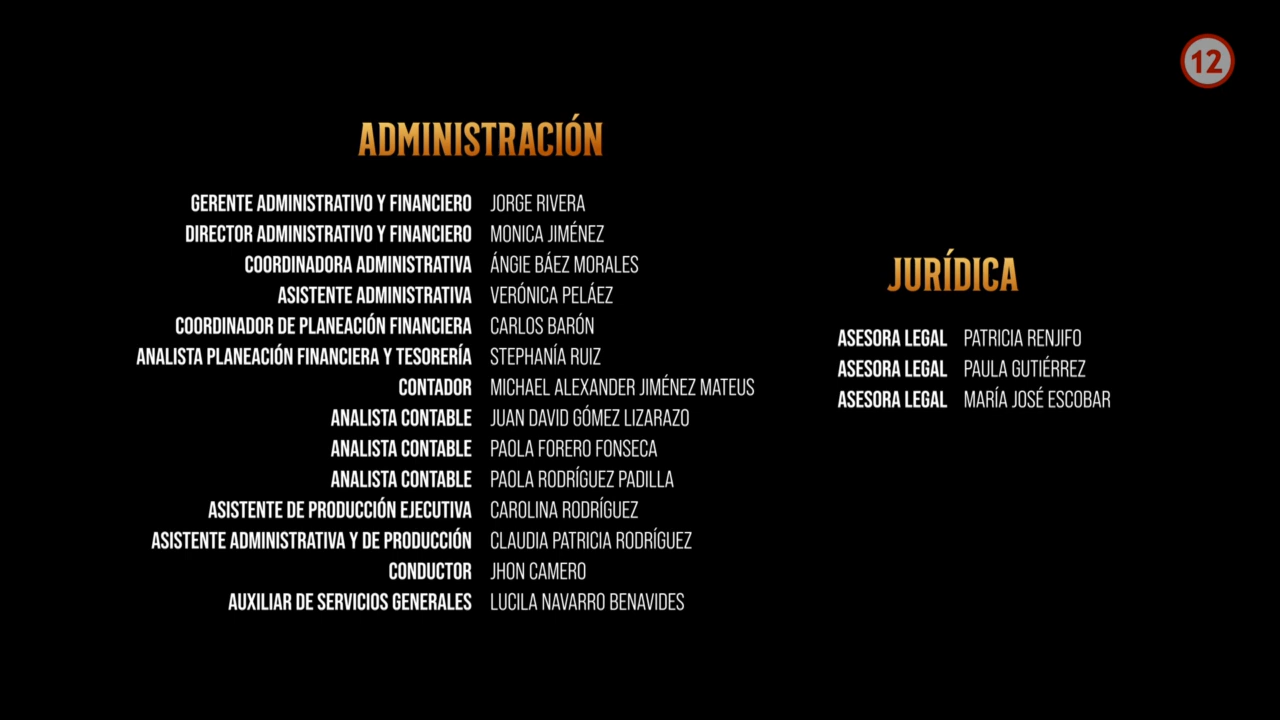 12
ADMINISTRACIÓN
GERENTE ADMINISTRATIVO Y FINANCIERO JORGE RIVERA
DIRECTOR ADMINISTRATIVO Y FINANCIERO MONICA JIMÉNEZ
COORDINADORA ADMINISTRATIVA ÁNGIE BÁEZ MORALES
ASISTENTE ADMINISTRATIVA VERÓNICA PELÁEZ
COORDINADOR DE PLANEACIÓN FINANCIERA CARLOS BARÓN
ANALISTA PLANEACIÓN FINANCIERA Y TESORERÍA STEPHANÍA RUIZ
CONTADOR MICHAEL ALEXANDER JIMÉNEZ MATEUS
ANALISTA CONTABLE JUAN DAVID GÓMEZ LIZARAZO
ANALISTA CONTABLE PAOLA FORERO FONSECA
ANALISTA CONTABLE PAOLA RODRÍGUEZ PADILLA
ASISTENTE DE PRODUCCIÓN EJECUTIVA CAROLINA RODRÍGUEZ
ASISTENTE ADMINISTRATIVA Y DE PRODUCCIÓN CLAUDIA PATRICIA RODRÍGUEZ
CONDUCTOR JHON CAMERO
AUXILIAR DE SERVICIOS GENERALES LUCILA NAVARRO BENAVIDES
JURÍDICA
ASESORA LEGAL PATRICIA RENJIFO
ASESORA LEGAL PAULA GUTIÉRREZ
ASESORA LEGAL MARÍA JOSÉ ESCOBAR